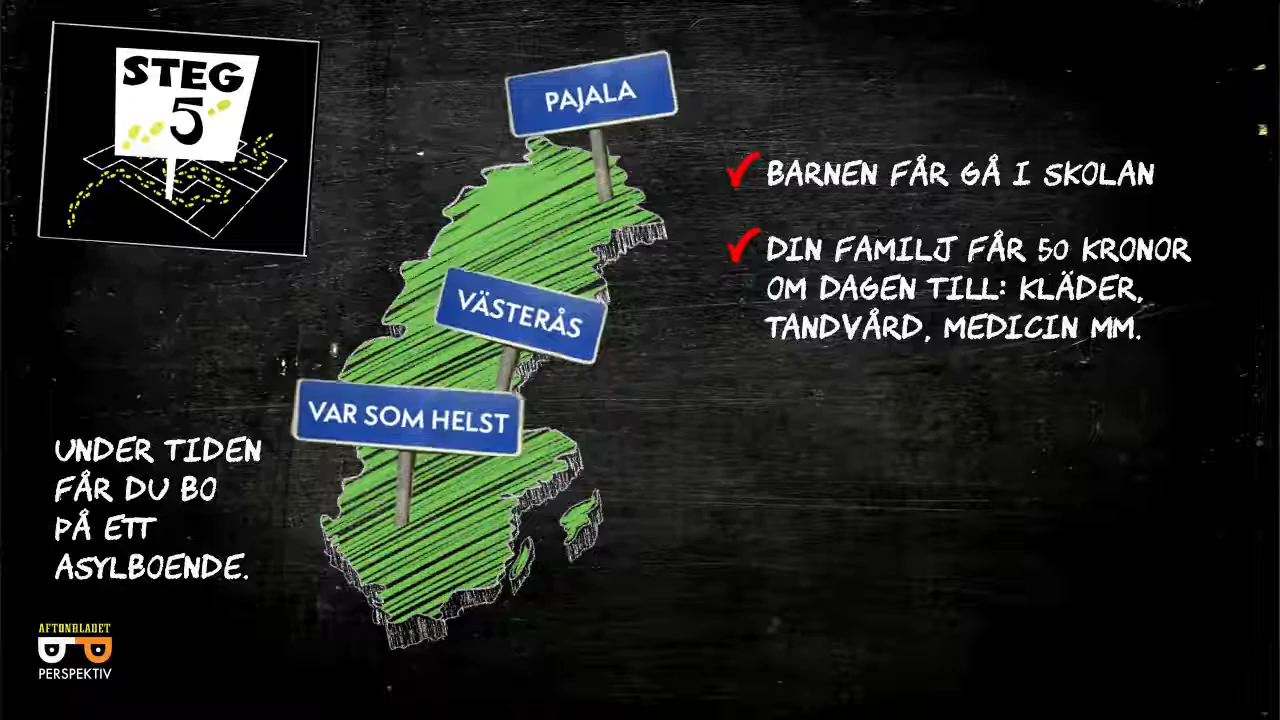 STEG
5
PAJALA
VÄSTERÅS
VAR SOM HELST
BARNEN FÅR GÅ I SKOLAN
DIN FAMILJ FÅR 50 KRONOR
OM DAGEN TILL: KLÄDER,
TANDVÅRD, MEDICIN MM.
UNDER TIDEN
FÅR DU BO
PÅ ETT
ASYLBOENDE.
AFTONBLADET
PERSPEKTIV